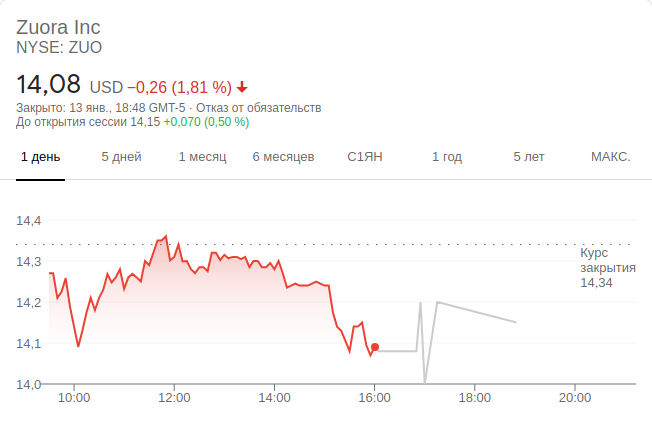 Zuora Inc
NYSE: ZUO
14,08 USD −0,26 (1,81 %)
Закрыто: 13 янв., 18:48 GMT-5 · Отказ от обязательств
До открытия сессии 14,15 +0,070 (0,50 %)
1 день 5 дней 1 месяц 6 месяцев С1ЯН 1 год 5 лет МАКС.
14,4
14,3
14,2
14,1
14,0
Курс
закрытия
14,34
10:00 12:00 14:00 16:00 18:00 20:00